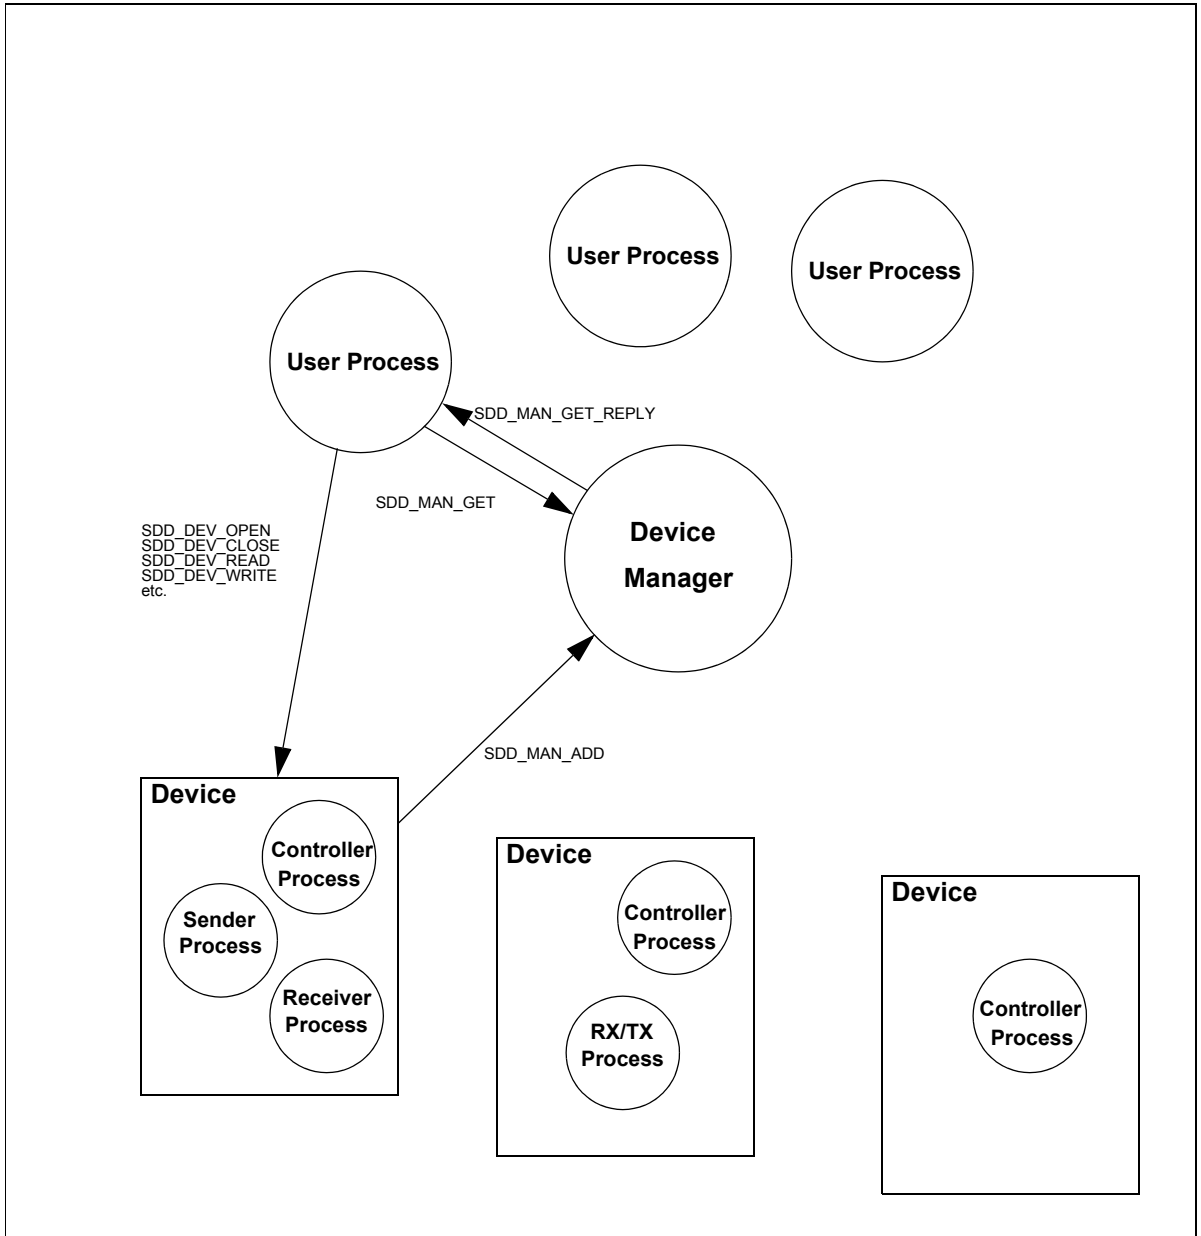 User Process
User Process
User Process
SDD_MAN_GET_REPLY
SDD_MAN_GET
Device
Manager
SDD_DEV_OPEN
SDD_DEV_CLOSE
SDD_DEV_READ
SDD_DEV_WRITE
etc.
SDD_MAN_ADD
Device
Controller
Process
Sender
Process
Receiver
Process
Device
Controller
Process
RX/TX
Process
Device
Controller
Process